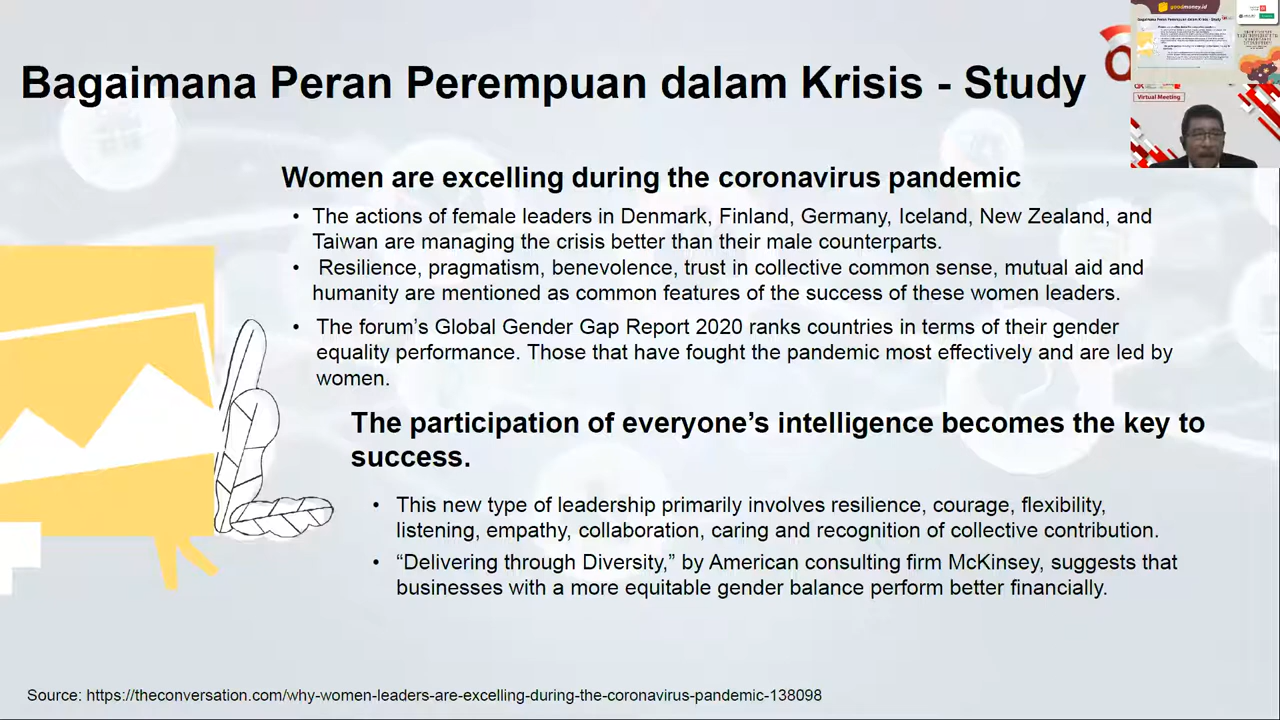 Bagaimana Peran Perempuan dalam Krisis - Study
goodmoney.id
Virtual Meeting
Women are excelling during the coronavirus pandemic
• The actions of female leaders in Denmark, Finland, Germany, Iceland, New Zealand, and
Taiwan are managing the crisis better than their male counterparts.
• Resilience, pragmatism, benevolence, trust in collective common sense, mutual aid and
humanity are mentioned as common features of the success of these women leaders.
• The forum’s Global Gender Gap Report 2020 ranks countries in terms of their gender
equality performance. Those that have fought the pandemic most effectively and are led by
women.
The participation of everyone’s intelligence becomes the key to
success.
• This new type of leadership primarily involves resilience, courage, flexibility,
listening, empathy, collaboration, caring and recognition of collective contribution.
• “Delivering through Diversity,” by American consulting firm McKinsey, suggests that
businesses with a more equitable gender balance perform better financially.
Source: https://theconversation.com/why-women-leaders-are-excelling-during-the-coronavirus-pandemic-138098